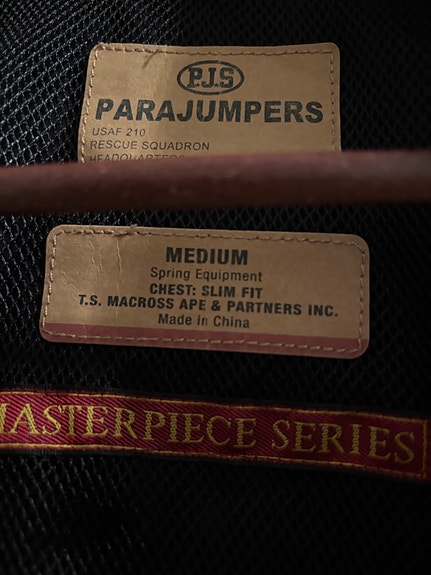 P.J.S
PARAJUMPERS
USAF 210
RESCUE SQUADRON
HEADQUARTERS
MEDIUM
Spring Equipment
CHEST: SLIM FIT
T.S. MACROSS APE & PARTNERS INC.
Made in China
MASTERPIECE SERIES